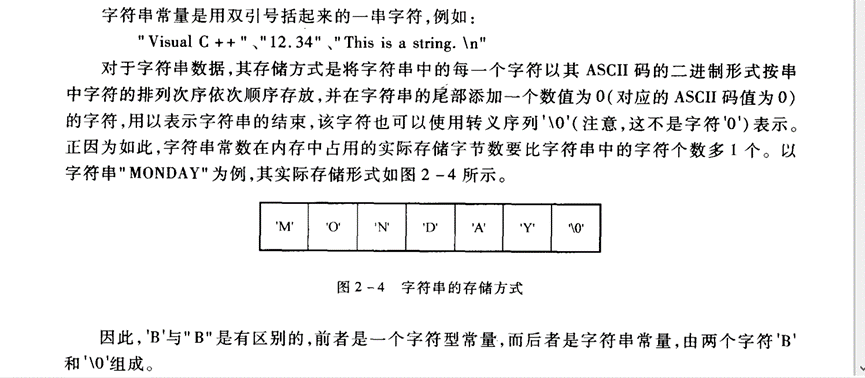 字符串常量是用双引号括起来的一串字符,例如:
"Visual C ++"、"12.34"、"This is a string. \n"
对于字符串数据,其存储方式是将字符串中的每一个字符以其 ASCII 码的二进制形式按串
中字符的排列次序依次顺序存放,并在字符串的尾部添加一个数值为 0(对应的 ASCII 码值为 0)
的字符,用以表示字符串的结束,该字符也可以使用转义序列'\0'(注意,这不是字符'0')表示。
正因为如此,字符串常数在内存中占用的实际存储字节数要比字符串中的字符个数多 1 个。以
字符串"MONDAY"为例,其实际存储形式如图 2-4 所示。
'M' 'O' 'N' 'D' 'A' 'Y' '\0'
图 2-4 字符串的存储方式
因此,'B'与"B"是有区别的,前者是一个字符型常量,而后者是字符串常量,由两个字符'B'
和'\0'组成。